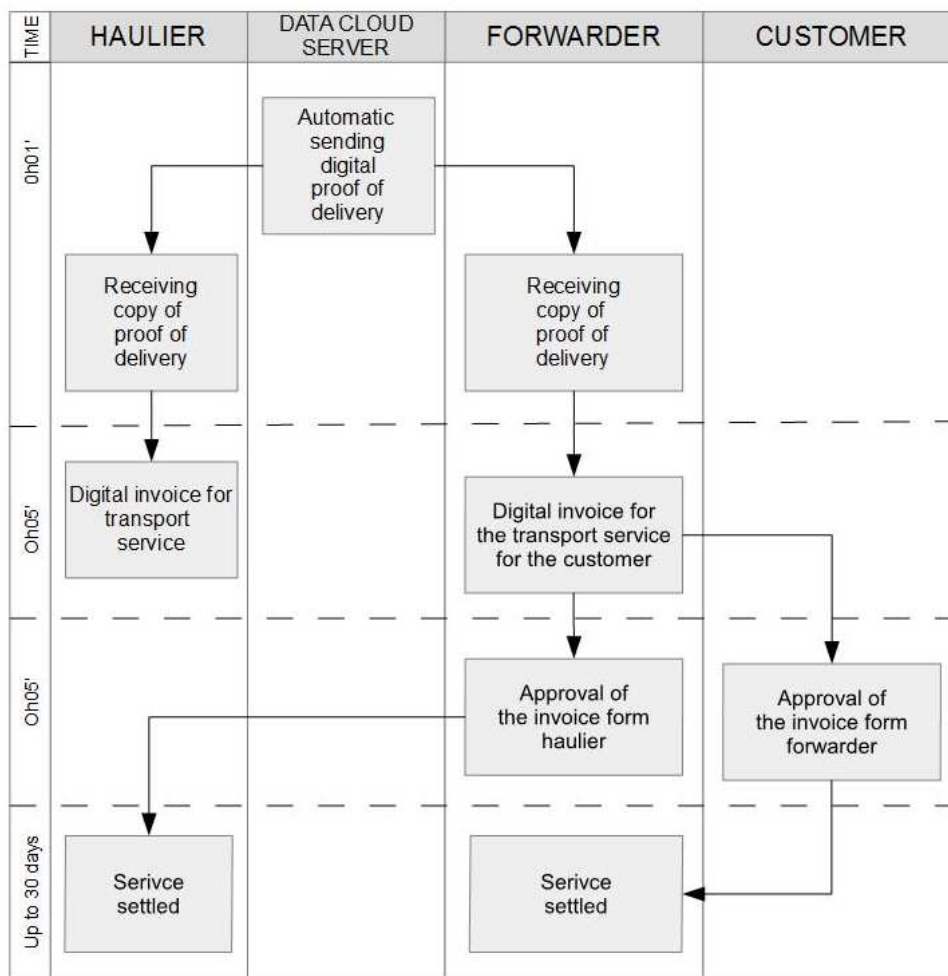 TIME
HAULIER
DATA CLOUD
SERVER
FORWARDER
CUSTOMER
0h01'
Automatic
sending
digital
proof of
delivery
Receiving
copy of
proof of
delivery
Receiving
copy of
proof of
delivery
0h05'
Digital invoice for
transport
service
Digital invoice for
the transport service
for the customer
0h05'
Approval of
the invoice form
haulier
Approval of
the invoice form
forwarder
Up to 30 days
Serivce
settled
Serivce
settled